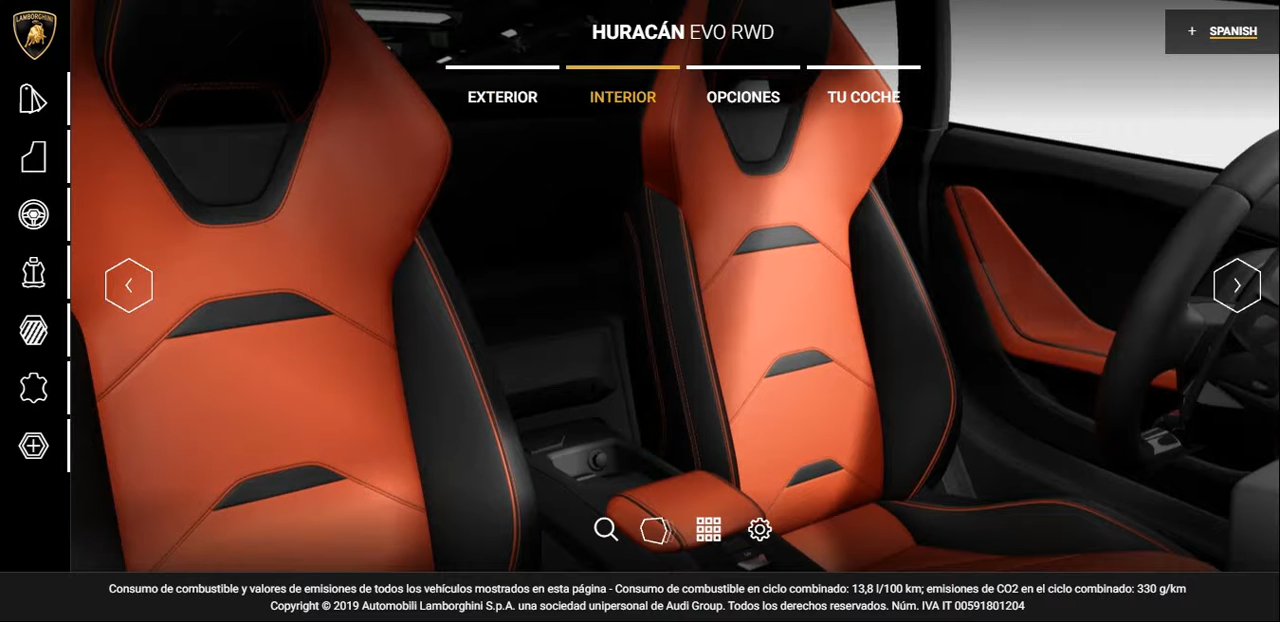 LAMBORGHINI
HURACÁN EVO RWD
+ SPANISH
EXTERIOR
INTERIOR
OPCIONES
TU COCHE
Consumo de combustible y valores de emisiones de todos los vehículos mostrados en esta página - Consumo de combustible en ciclo combinado: 13,8 l/100 km; emisiones de CO2 en el ciclo combinado: 330 g/km
Copyright © 2019 Automobili Lamborghini S.p.A. una sociedad unipersonal de Audi Group. Todos los derechos reservados. Núm. IVA IT 00591801204